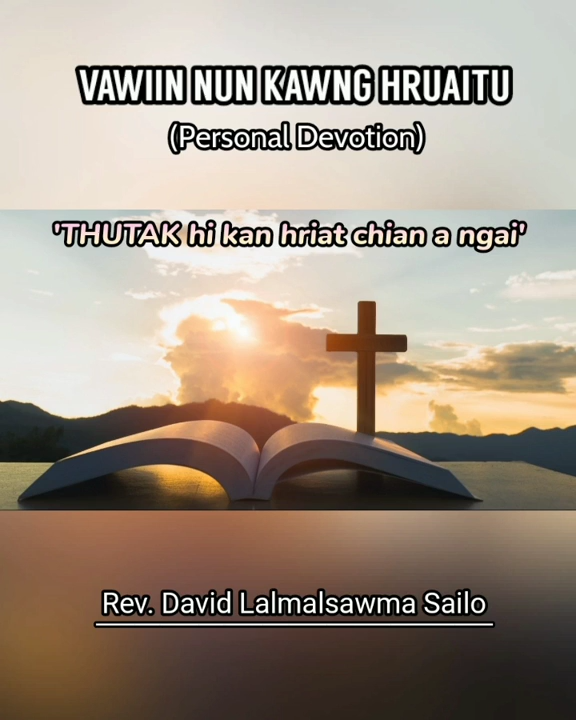 VAWIIN NUN KAWNG HRUAITU
(Personal Devotion)
'THUTAK hi kan hriat chian a ngai'
Rev. David Lalmalsawma Sailo